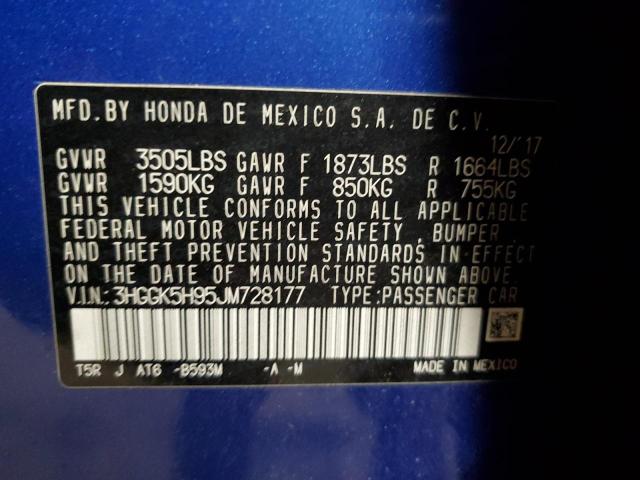 MFD. BY HONDA DE MEXICO S.A. DE C.V.
12/'17
GVWR 3505LBS GAWR F 1873LBS R 1664LBS
GVWR 1590KG GAWR F 850KG R 755KG
THIS VEHICLE CONFORMS TO ALL APPLICABLE
FEDERAL MOTOR VEHICLE SAFETY, BUMPER,
AND THEFT PREVENTION STANDARDS IN EFFECT
ON THE DATE OF MANUFACTURE SHOWN ABOVE.
V.I.N.: 3HGGK5H95JM728177 TYPE: PASSENGER CAR
T5R J AT6 -B593M -A -M MADE IN MEXICO